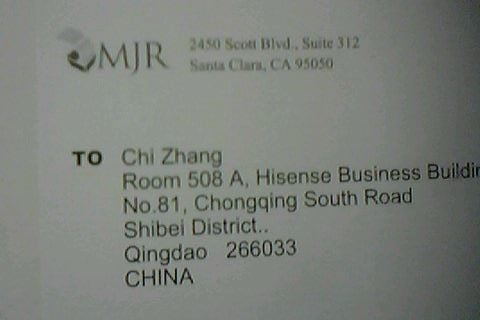 MJR
2450 Scott Blvd., Suite 312
Santa Clara, CA 95050
TO Chi Zhang
Room 508 A, Hisense Business Buildin
No.81, Chongqing South Road
Shibei District..
Qingdao 266033
CHINA